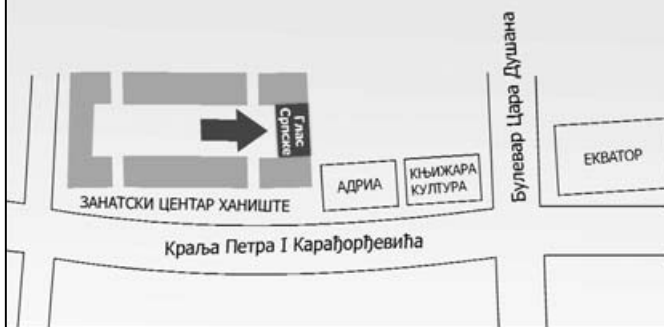 Глас
Српске
ЗАНАТСКИ ЦЕНТАР ХАНИШТЕ
АДРИА
КЊИЖАРА
КУЛТУРА
Булевар Цара Душана
ЕКВАТОР
Краља Петра I Карађорђевића